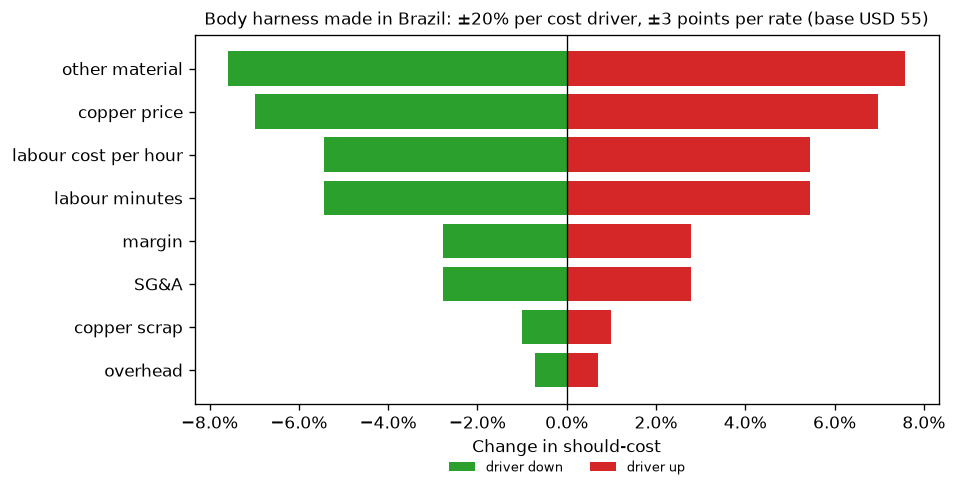 Body harness made in Brazil: ±20% per cost driver, ±3 points per rate (base USD 55)
other material
copper price
labour cost per hour
labour minutes
margin
SG&A
copper scrap
overhead
−8.0% −6.0% −4.0% −2.0% 0.0% 2.0% 4.0% 6.0% 8.0%
Change in should-cost
driver down driver up